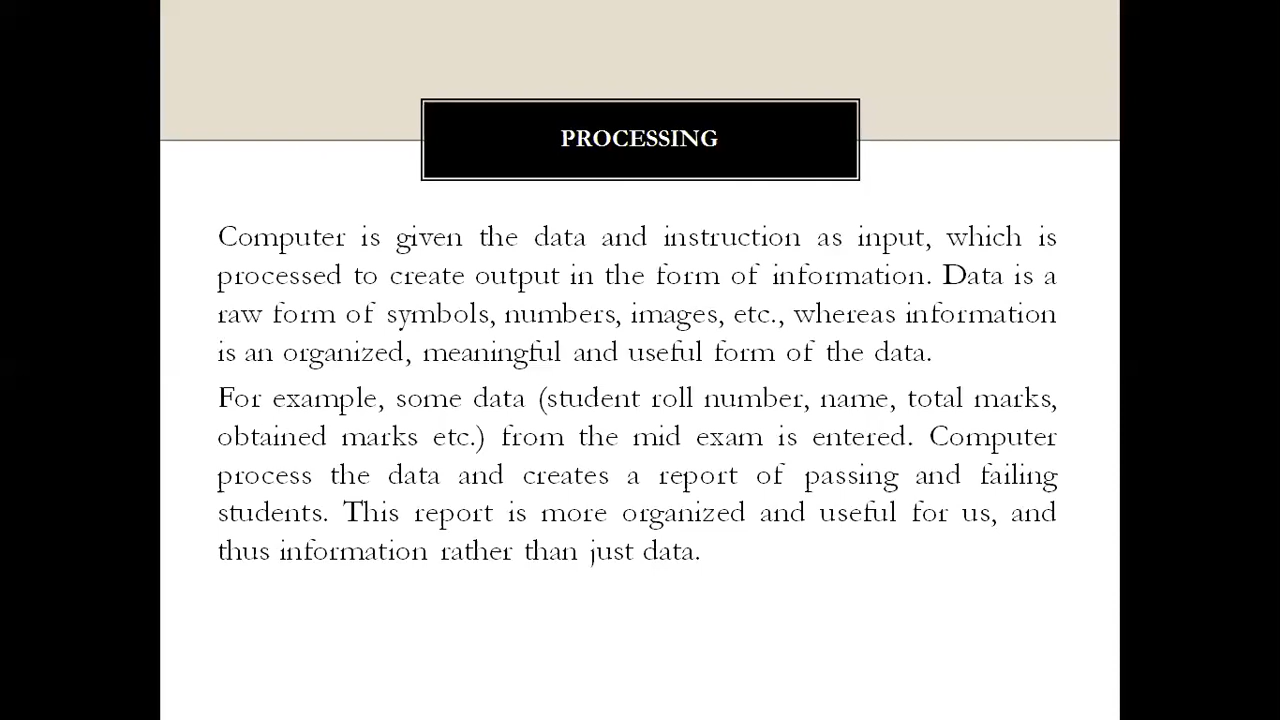 PROCESSING
Computer is given the data and instruction as input, which is
processed to create output in the form of information. Data is a
raw form of symbols, numbers, images, etc., whereas information
is an organized, meaningful and useful form of the data.
For example, some data (student roll number, name, total marks,
obtained marks etc.) from the mid exam is entered. Computer
process the data and creates a report of passing and failing
students. This report is more organized and useful for us, and
thus information rather than just data.